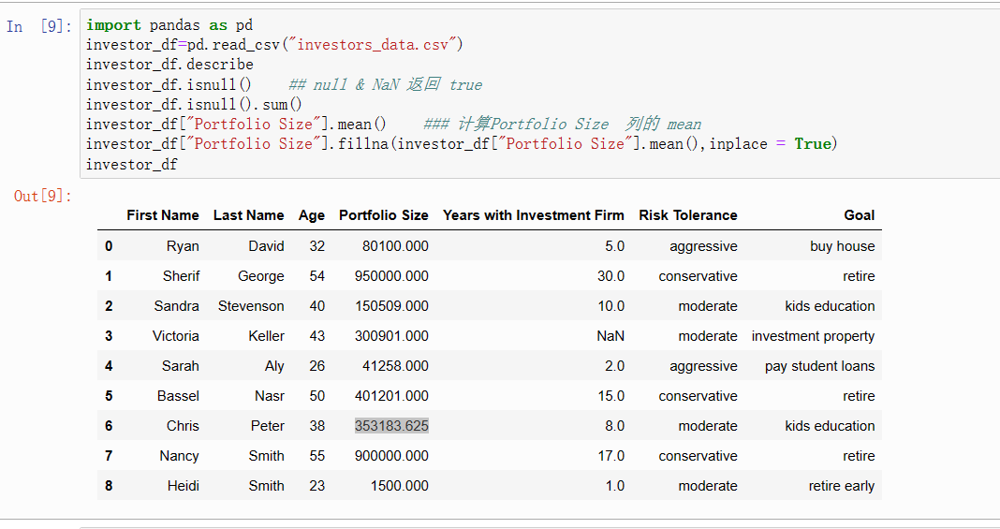 In [9]: import pandas as pd
investor_df=pd.read_csv("investors_data.csv")
investor_df.describe
investor_df.isnull() ## null & NaN 返回 true
investor_df.isnull().sum()
investor_df["Portfolio Size"].mean() ### 计算Portfolio Size 列的 mean
investor_df["Portfolio Size"].fillna(investor_df["Portfolio Size"].mean(),inplace = True)
investor_df
Out[9]:
First Name Last Name Age Portfolio Size Years with Investment Firm Risk Tolerance Goal
0 Ryan David 32 80100.000 5.0 aggressive buy house
1 Sherif George 54 950000.000 30.0 conservative retire
2 Sandra Stevenson 40 150509.000 10.0 moderate kids education
3 Victoria Keller 43 300901.000 NaN moderate investment property
4 Sarah Aly 26 41258.000 2.0 aggressive pay student loans
5 Bassel Nasr 50 401201.000 15.0 conservative retire
6 Chris Peter 38 353183.625 8.0 moderate kids education
7 Nancy Smith 55 900000.000 17.0 conservative retire
8 Heidi Smith 23 1500.000 1.0 moderate retire early